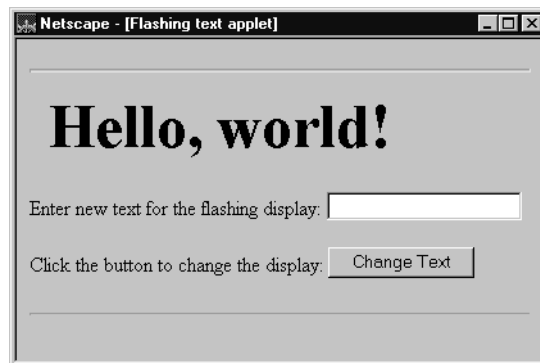 Netscape - [Flashing text applet]
Hello, world!
Enter new text for the flashing display:
Click the button to change the display: Change Text